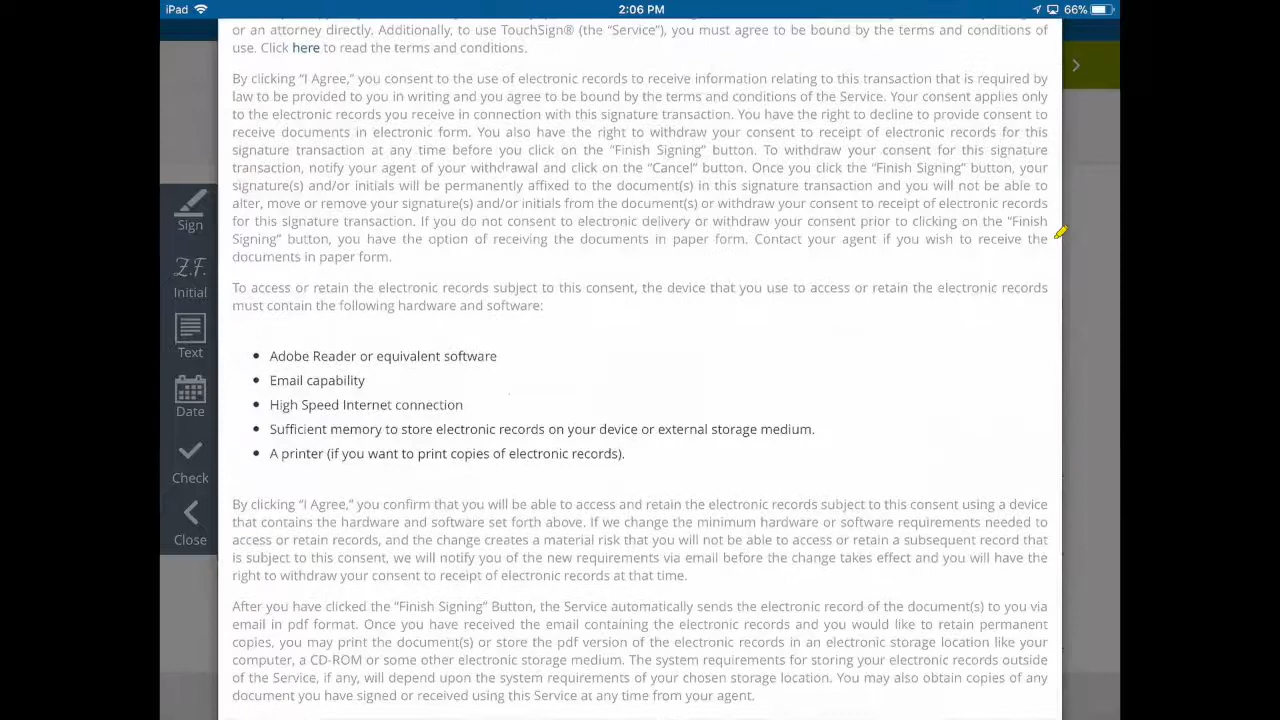 iPad 2:06 PM 66%
or an attorney directly. Additionally, to use TouchSign® (the “Service”), you must agree to be bound by the terms and conditions of
use. Click here to read the terms and conditions.
By clicking “I Agree,” you consent to the use of electronic records to receive information relating to this transaction that is required by
law to be provided to you in writing and you agree to be bound by the terms and conditions of the Service. Your consent applies only
to the electronic records you receive in connection with this signature transaction. You have the right to decline to provide consent to
receive documents in electronic form. You also have the right to withdraw your consent to receipt of electronic records for this
signature transaction at any time before you click on the “Finish Signing” button. To withdraw your consent for this signature
transaction, notify your agent of your withdrawal and click on the “Cancel” button. Once you click the “Finish Signing” button, your
signature(s) and/or initials will be permanently affixed to the document(s) in this signature transaction and you will not be able to
alter, move or remove your signature(s) and/or initials from the document(s) or withdraw your consent to receipt of electronic records
for this signature transaction. If you do not consent to electronic delivery or withdraw your consent prior to clicking on the “Finish
Signing” button, you have the option of receiving the documents in paper form. Contact your agent if you wish to receive the
documents in paper form.
To access or retain the electronic records subject to this consent, the device that you use to access or retain the electronic records
must contain the following hardware and software:
• Adobe Reader or equivalent software
• Email capability
• High Speed Internet connection
• Sufficient memory to store electronic records on your device or external storage medium.
• A printer (if you want to print copies of electronic records).
By clicking “I Agree,” you confirm that you will be able to access and retain the electronic records subject to this consent using a device
that contains the hardware and software set forth above. If we change the minimum hardware or software requirements needed to
access or retain records, and the change creates a material risk that you will not be able to access or retain a subsequent record that
is subject to this consent, we will notify you of the new requirements via email before the change takes effect and you will have the
right to withdraw your consent to receipt of electronic records at that time.
After you have clicked the “Finish Signing” Button, the Service automatically sends the electronic record of the document(s) to you via
email in pdf format. Once you have received the email containing the electronic records and you would like to retain permanent
copies, you may print the document(s) or store the pdf version of the electronic records in an electronic storage location like your
computer, a CD-ROM or some other electronic storage medium. The system requirements for storing your electronic records outside
of the Service, if any, will depend upon the system requirements of your chosen storage location. You may also obtain copies of any
document you have signed or received using this Service at any time from your agent.
Sign
Z.F.
Initial
Text
Date
Check
Close